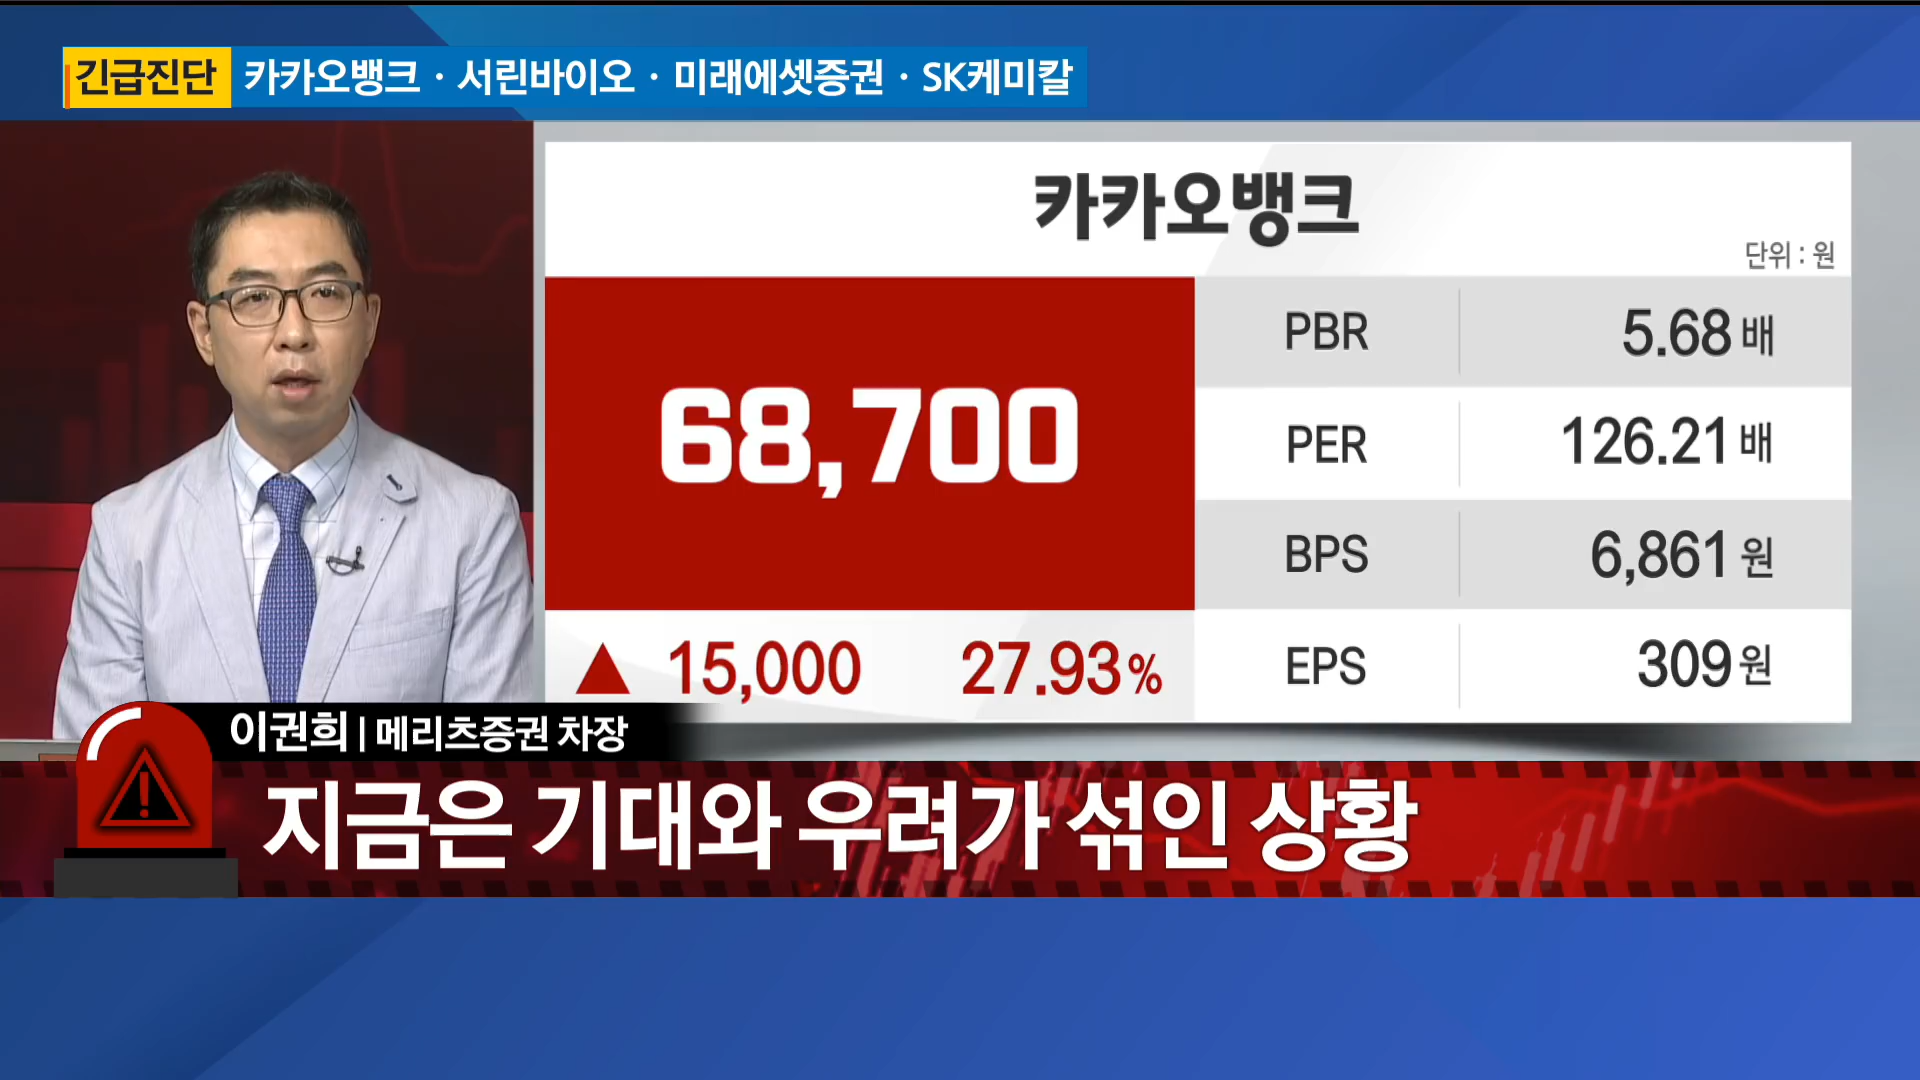 긴급진단 카카오뱅크 · 서린바이오 · 미래에셋증권 · SK케미칼
카카오뱅크
단위 : 원
68,700
▲ 15,000 27.93%
PBR 5.68 배
PER 126.21 배
BPS 6,861 원
EPS 309 원
이권희 | 메리츠증권 차장
지금은 기대와 우려가 섞인 상황